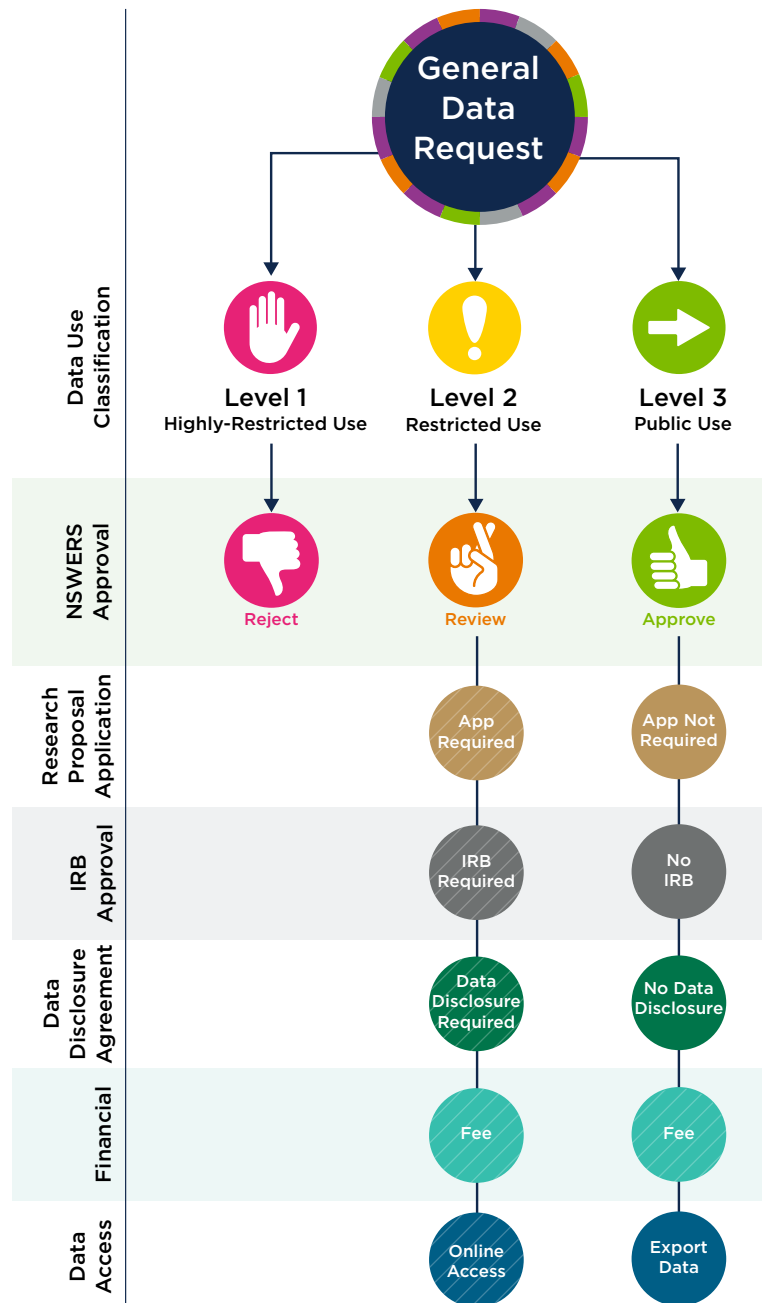 General
Data
Request
Data Use
Classification
Level 1
Highly-Restricted Use
Level 2
Restricted Use
Level 3
Public Use
NSWERS
Approval
Reject
Review
Approve
Research
Proposal
Application
App
Required
App Not
Required
IRB
Approval
IRB
Required
No
IRB
Data
Disclosure
Agreement
Data
Disclosure
Required
No Data
Disclosure
Financial
Fee
Fee
Data
Access
Online
Access
Export
Data